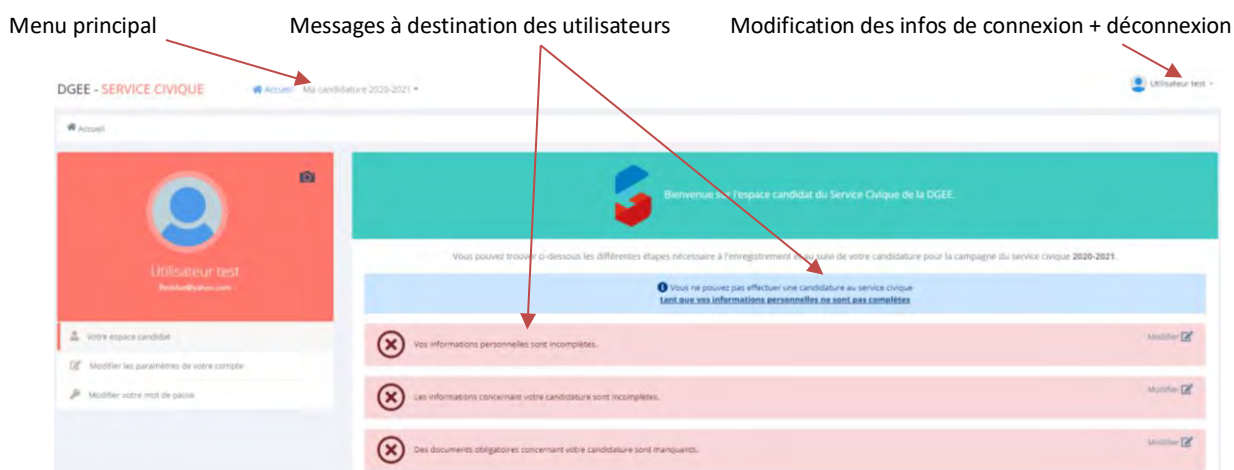 Menu principal
Messages à destination des utilisateurs
Modification des infos de connexion + déconnexion
DGEE - SERVICE CIVIQUE
Accueil
Ma candidature 2020-2021
Utilisateur test
Accueil
Bienvenue sur l'espace candidat du Service Civique de la DGEE.
Utilisateur test
Vous pouvez trouver ci-dessous les différentes étapes nécessaire à l'enregistrement et au suivi de votre candidature pour la campagne du service civique 2020-2021.
Vous ne pouvez pas effectuer une candidature au service civique
tant que vos informations personnelles ne sont pas complètes
Votre espace candidat
Modifier les paramètres de votre compte
Modifier votre mot de passe
Vos informations personnelles sont incomplètes.
Modifier
Les informations concernant votre candidature sont incomplètes.
Modifier
Des documents obligatoires concernant votre candidature sont manquants.
Modifier